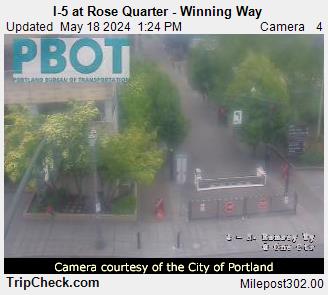 I-5 at Rose Quarter - Winning Way
Updated May 18 2024 1:24 PM Camera 4
PBOT
PORTLAND BUREAU OF TRANSPORTATION
Camera courtesy of the City of Portland
TripCheck.com Milepost302.00